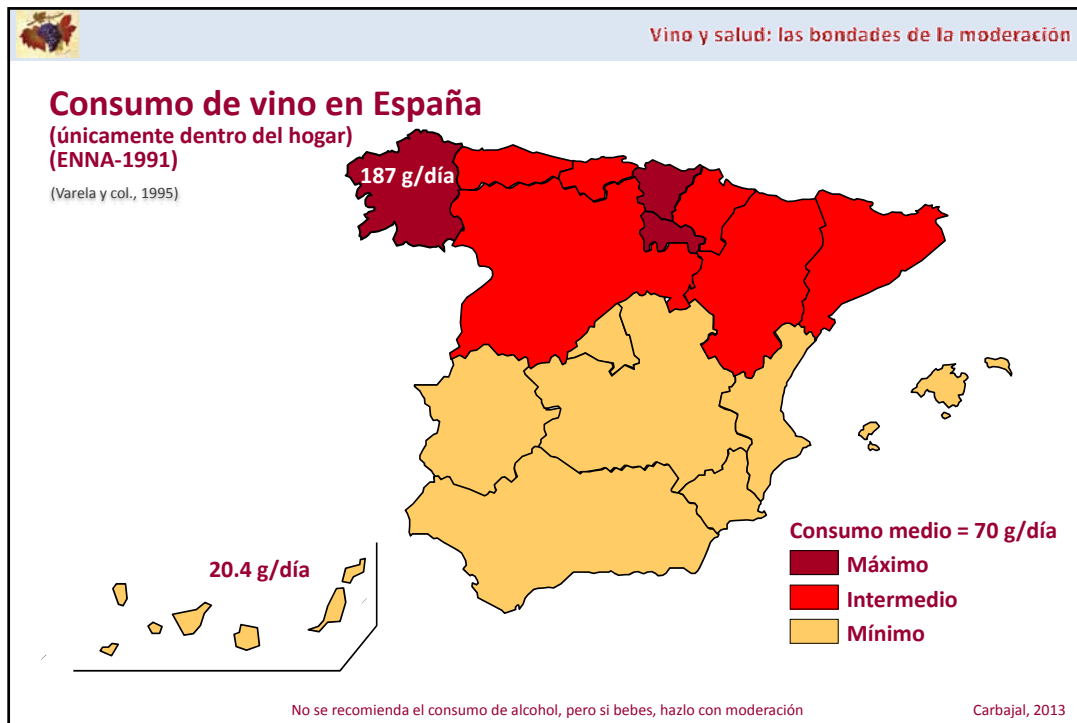 Vino y salud: las bondades de la moderación
Consumo de vino en España
(únicamente dentro del hogar)
(ENNA-1991)
(Varela y col., 1995)
187 g/día
20.4 g/día
Consumo medio = 70 g/día
Máximo
Intermedio
Mínimo
No se recomienda el consumo de alcohol, pero si bebes, hazlo con moderación
Carbajal, 2013